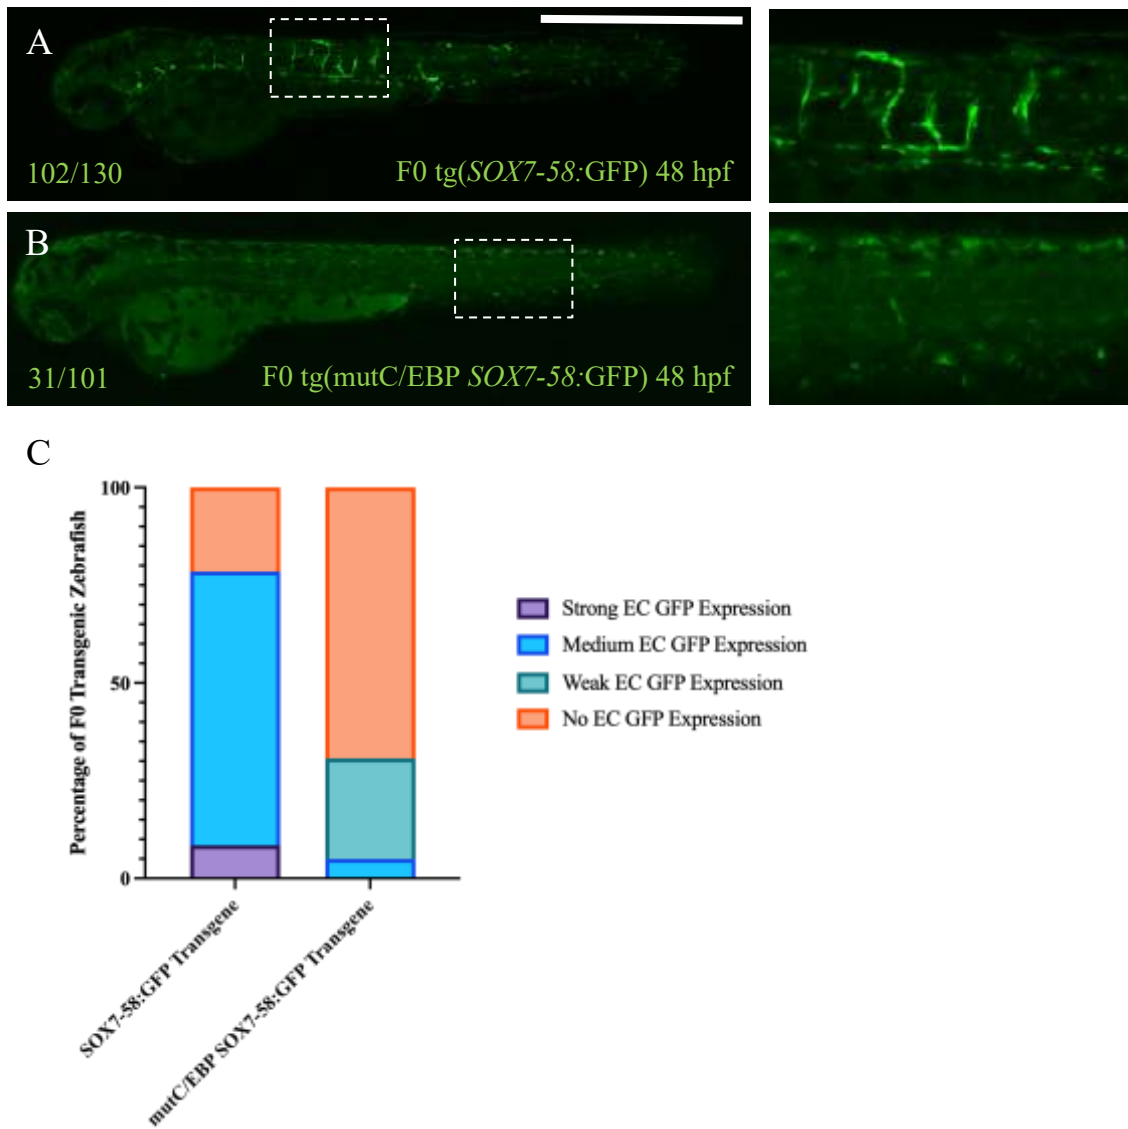 A
102/130
F0 tg(SOX7-58:GFP) 48 hpf
B
31/101
F0 tg(mutC/EBP SOX7-58:GFP) 48 hpf
C
Percentage of F0 Transgenic Zebrafish
100
50
0
SOX7-58:GFP Transgene
mutC/EBP SOX7-58:GFP Transgene
Strong EC GFP Expression
Medium EC GFP Expression
Weak EC GFP Expression
No EC GFP Expression